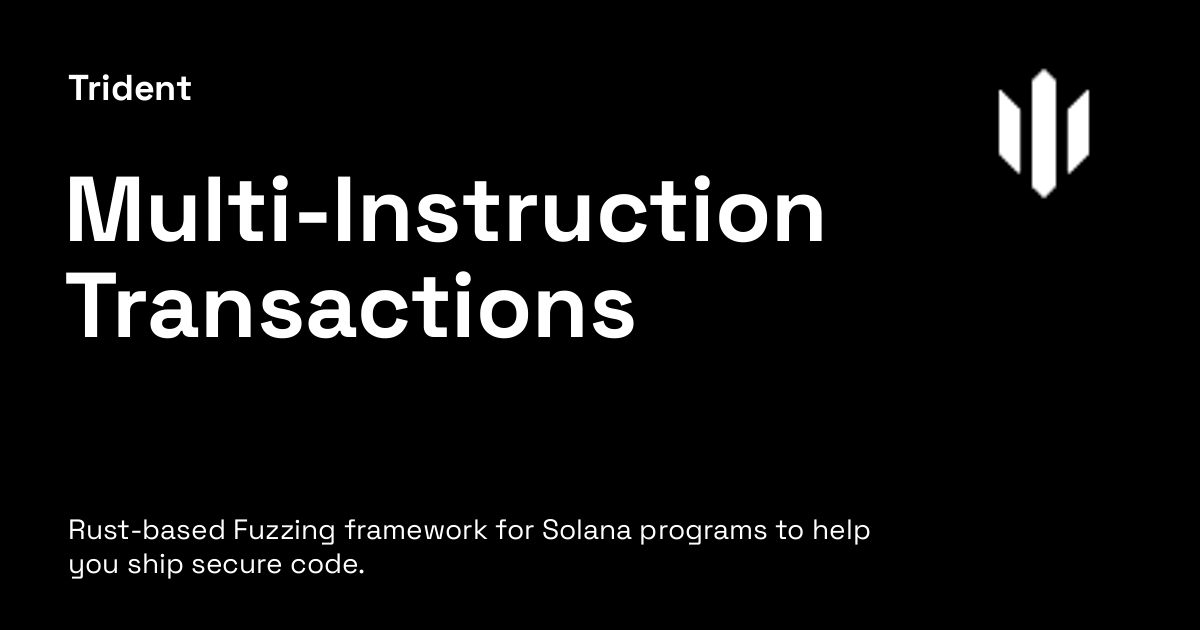 Trident
Multi-Instruction
Transactions
Rust-based Fuzzing framework for Solana programs to help
you ship secure code.